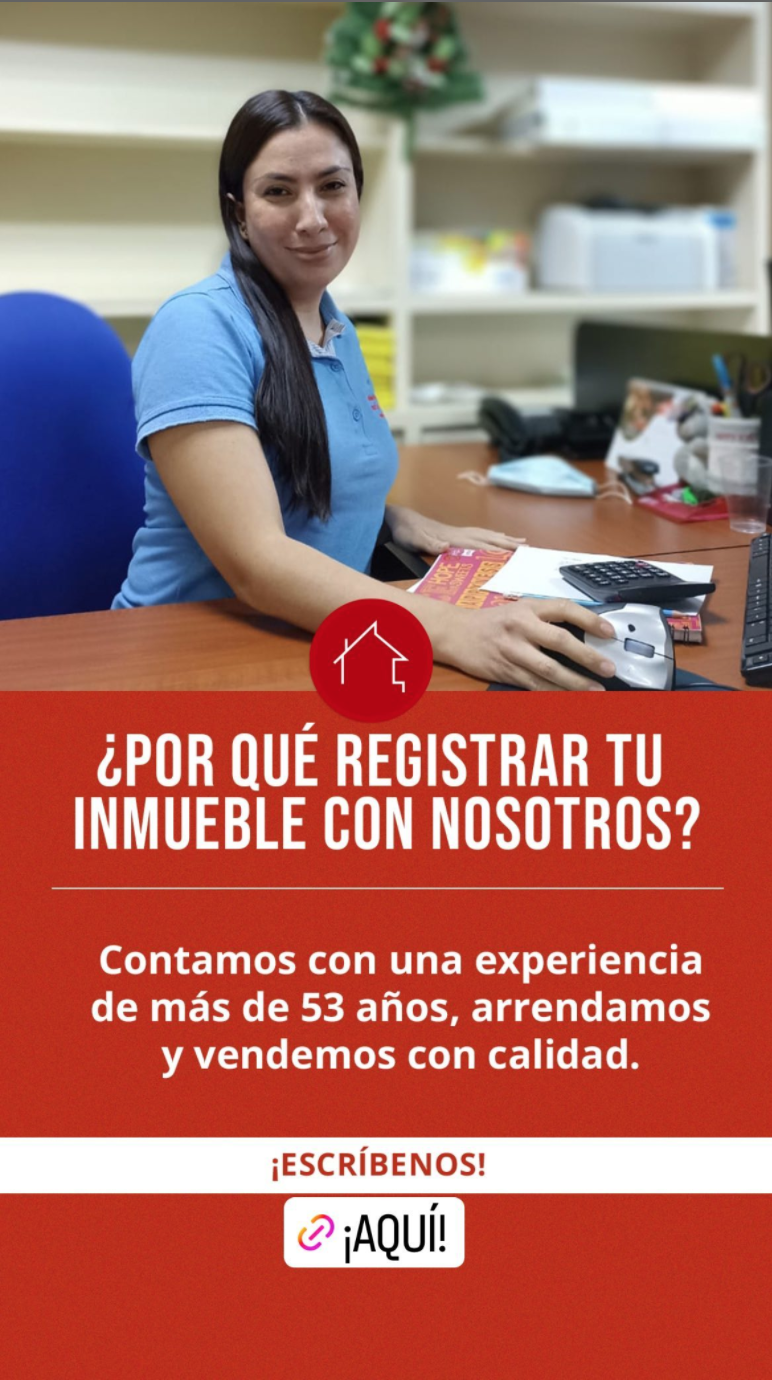 ¿POR QUÉ REGISTRAR TU
INMUEBLE CON NOSOTROS?
Contamos con una experiencia
de más de 53 años, arrendamos
y vendemos con calidad.
¡ESCRÍBENOS!
¡AQUÍ!